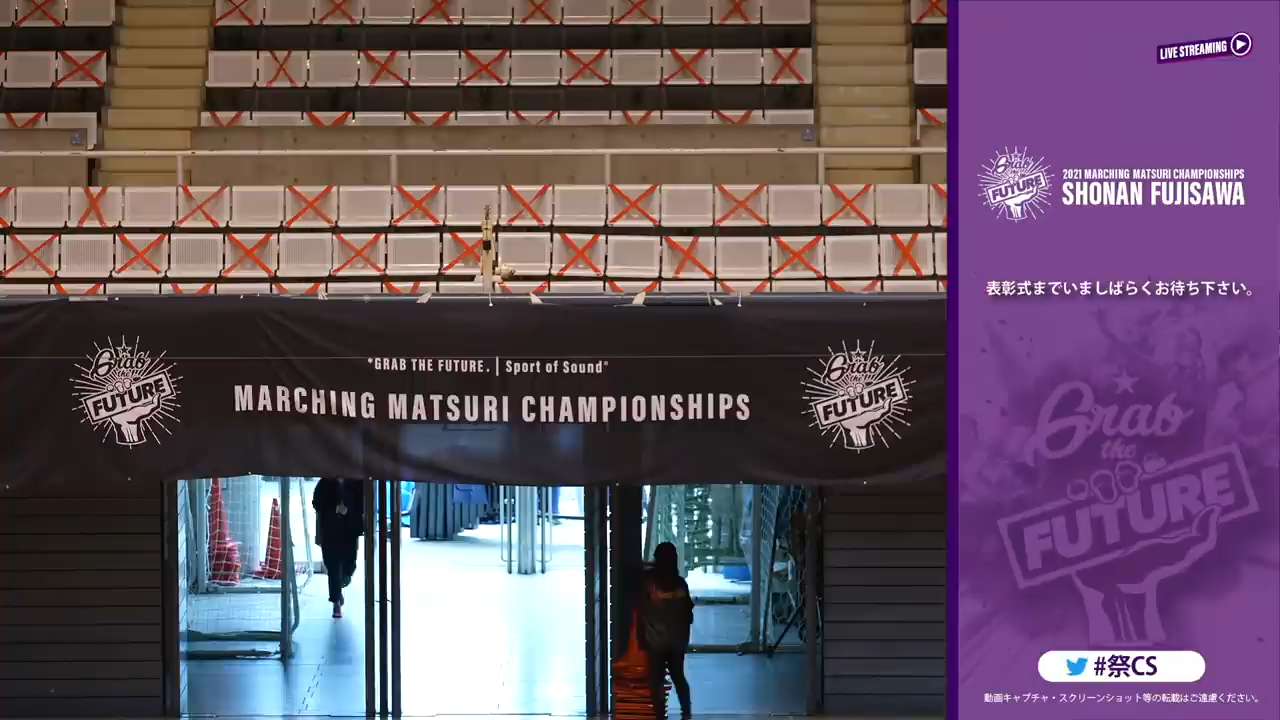 Grab
the
FUTURE
"GRAB THE FUTURE. | Sport of Sound"
MARCHING MATSURI CHAMPIONSHIPS
Grab
the
FUTURE
LIVE STREAMING
Grab
the
FUTURE
2021 MARCHING MATSURI CHAMPIONSHIPS
SHONAN FUJISAWA
表彰式までいましばらくお待ち下さい。
Grab
the
FUTURE
#祭CS
動画キャプチャ・スクリーンショット等の転載はご遠慮ください。